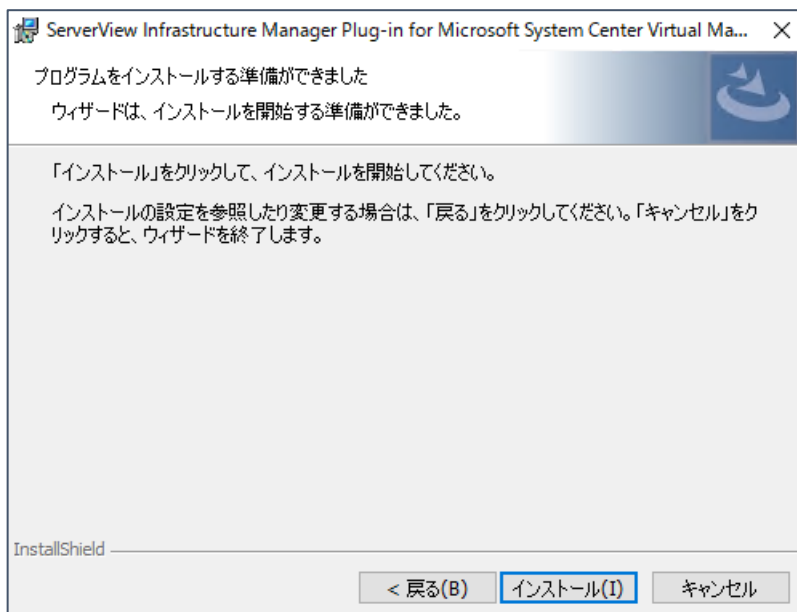 ServerView Infrastructure Manager Plug-in for Microsoft System Center Virtual Ma...
プログラムをインストールする準備ができました
ウィザードは、インストールを開始する準備ができました。
「インストール」をクリックして、インストールを開始してください。
インストールの設定を参照したり変更する場合は、「戻る」をクリックしてください。「キャンセル」をク
リックすると、ウィザードを終了します。
InstallShield
< 戻る(B)
インストール(I)
キャンセル